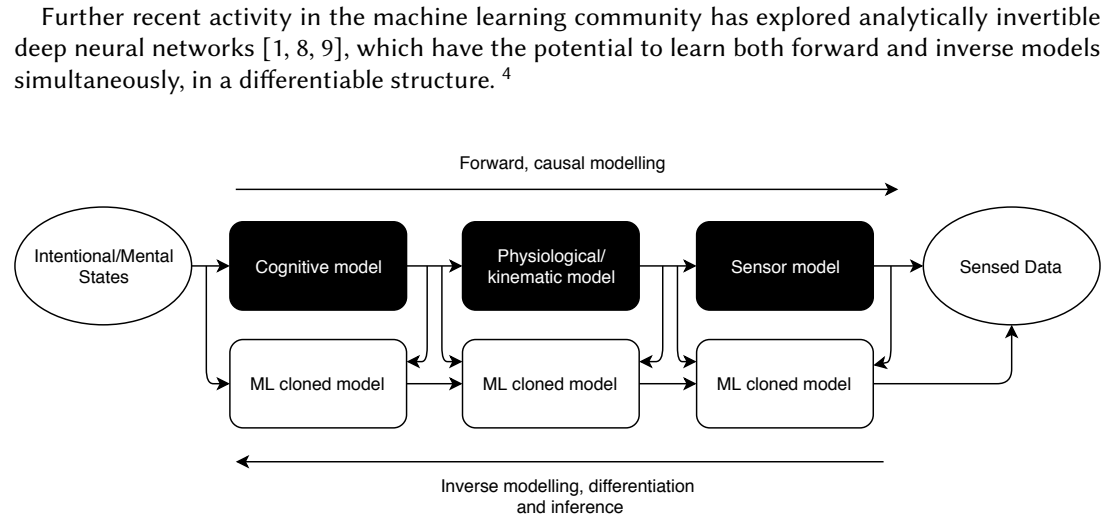 Further recent activity in the machine learning community has explored analytically invertible
deep neural networks [1, 8, 9], which have the potential to learn both forward and inverse models
simultaneously, in a differentiable structure. 4
Forward, causal modelling
Intentional/Mental
States
Cognitive model
Physiological/
kinematic model
Sensor model
Sensed Data
ML cloned model
ML cloned model
ML cloned model
Inverse modelling, differentiation
and inference